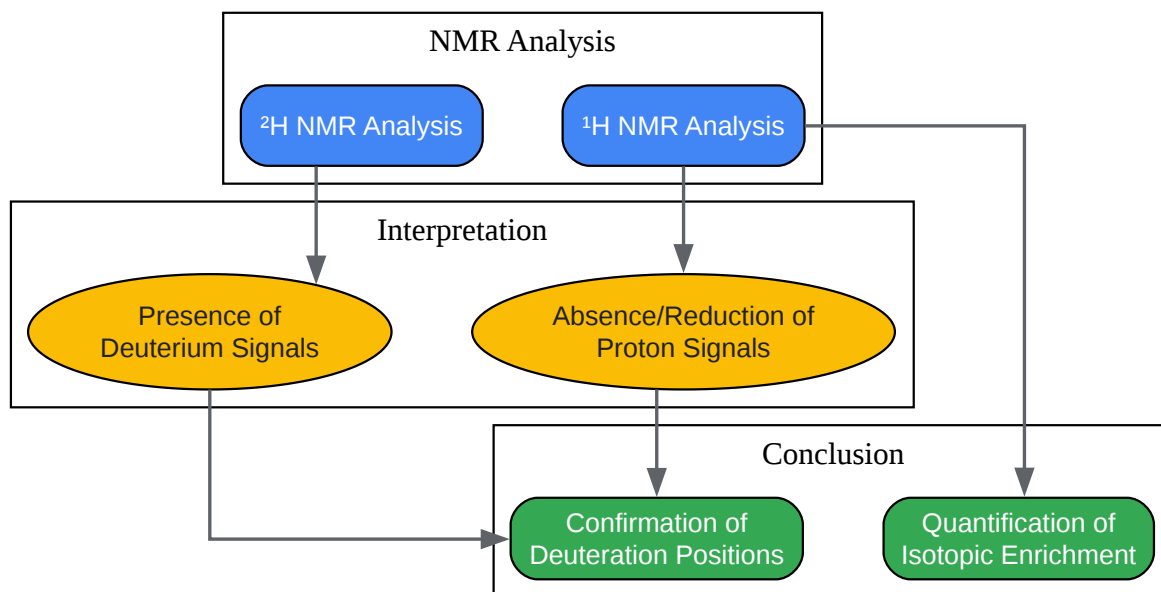 NMR Analysis
²H NMR Analysis
¹H NMR Analysis
Interpretation
Presence of
Deuterium Signals
Absence/Reduction of
Proton Signals
Conclusion
Confirmation of
Deuteration Positions
Quantification of
Isotopic Enrichment